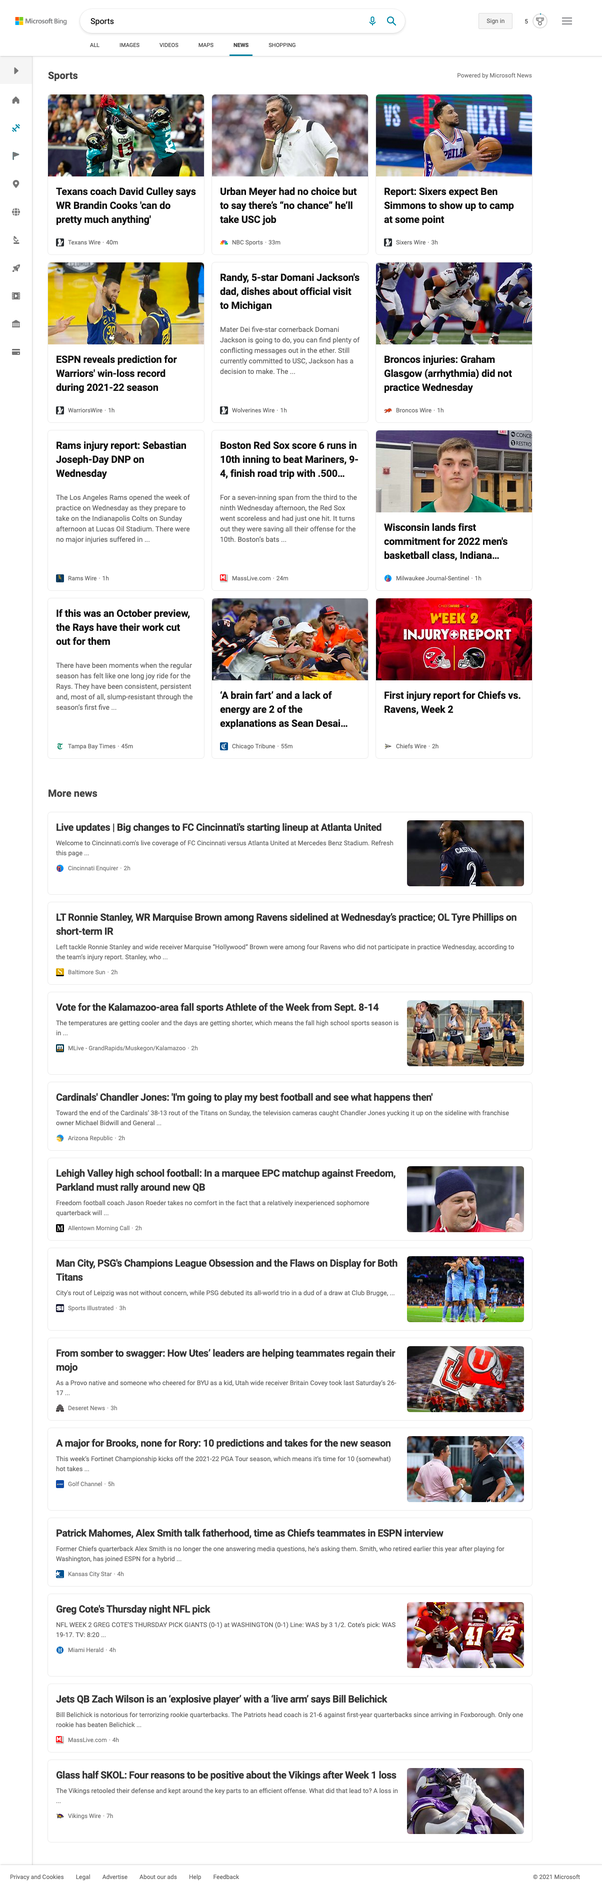 Microsoft Bing
Sports
Sign in
5
ALL
IMAGES
VIDEOS
MAPS
NEWS
SHOPPING
Sports
Powered by Microsoft News
Texans coach David Culley says
WR Brandin Cooks 'can do
pretty much anything'
Texans Wire · 40m
Urban Meyer had no choice but
to say there's "no chance" he'll
take USC job
NBC Sports · 33m
VS
NEXT
PHILA
Report: Sixers expect Ben
Simmons to show up to camp
at some point
Sixers Wire · 3h
ESPN reveals prediction for
Warriors' win-loss record
during 2021-22 season
WarriorsWire · 1h
Randy, 5-star Domani Jackson's
dad, dishes about official visit
to Michigan
Mater Dei five-star cornerback Domani
Jackson is going to do, you can find plenty of
conflicting messages out in the ether. Still
currently committed to USC, Jackson has a
decision to make. The ...
Wolverines Wire · 1h
Broncos injuries: Graham
Glasgow (arrhythmia) did not
practice Wednesday
Broncos Wire · 1h
Rams injury report: Sebastian
Joseph-Day DNP on
Wednesday
The Los Angeles Rams opened the week of
practice on Wednesday as they prepare to
take on the Indianapolis Colts on Sunday
afternoon at Lucas Oil Stadium. There were
no major injuries suffered in ...
Rams Wire · 1h
Boston Red Sox score 6 runs in
10th inning to beat Mariners, 9-
4, finish road trip with .500...
For a seven-inning span from the third to the
ninth Wednesday afternoon, the Red Sox
went scoreless and had just one hit. It turns
out they were saving all their offense for the
10th. Boston's bats ...
MassLive.com · 24m
Wisconsin lands first
commitment for 2022 men's
basketball class, Indiana...
Milwaukee Journal-Sentinel · 1h
If this was an October preview,
the Rays have their work cut
out for them
There have been moments when the regular
season has felt like one long joy ride for the
Rays. They have been consistent, persistent
and, most of all, slump-resistant through the
season's first five ...
Tampa Bay Times · 45m
'A brain fart' and a lack of
energy are 2 of the
explanations as Sean Desai...
Chicago Tribune · 55m
WEEK 2
INJURY REPORT
First injury report for Chiefs vs.
Ravens, Week 2
Chiefs Wire · 2h
More news
Live updates | Big changes to FC Cincinnati's starting lineup at Atlanta United
Welcome to Cincinnati.com's live coverage of FC Cincinnati versus Atlanta United at Mercedes Benz Stadium. Refresh
this page ...
Cincinnati Enquirer · 2h
2
LT Ronnie Stanley, WR Marquise Brown among Ravens sidelined at Wednesday's practice; OL Tyre Phillips on
short-term IR
Left tackle Ronnie Stanley and wide receiver Marquise "Hollywood" Brown were among four Ravens who did not participate in practice Wednesday, according to
the team's injury report. Stanley, who ...
Baltimore Sun · 2h
Vote for the Kalamazoo-area fall sports Athlete of the Week from Sept. 8-14
The temperatures are getting cooler and the days are getting shorter, which means the fall high school sports season is
in ...
MLive - GrandRapids/Muskegon/Kalamazoo · 2h
Cardinals' Chandler Jones: 'I'm going to play my best football and see what happens then'
Toward the end of the Cardinals' 38-13 rout of the Titans on Sunday, the television cameras caught Chandler Jones yucking it up on the sideline with franchise
owner Michael Bidwill and General ...
Arizona Republic · 2h
Lehigh Valley high school football: In a marquee EPC matchup against Freedom,
Parkland must rally around new QB
Freedom football coach Jason Roeder takes no comfort in the fact that a relatively inexperienced sophomore
quarterback will ...
Allentown Morning Call · 2h
Man City, PSG's Champions League Obsession and the Flaws on Display for Both
Titans
City's rout of Leipzig was not without concern, while PSG debuted its all-world trio in a dud of a draw at Club Brugge, ...
Sports Illustrated · 3h
From somber to swagger: How Utes' leaders are helping teammates regain their
mojo
As a Provo native and someone who cheered for BYU as a kid, Utah wide receiver Britain Covey took last Saturday's 26-
17 ...
Deseret News · 3h
A major for Brooks, none for Rory: 10 predictions and takes for the new season
This week's Fortinet Championship kicks off the 2021-22 PGA Tour season, which means it's time for 10 (somewhat)
hot takes ...
Golf Channel · 5h
Patrick Mahomes, Alex Smith talk fatherhood, time as Chiefs teammates in ESPN interview
Former Chiefs quarterback Alex Smith is no longer the one answering media questions, he's asking them. Smith, who retired earlier this year after playing for
Washington, has joined ESPN for a hybrid ...
Kansas City Star · 4h
Greg Cote's Thursday night NFL pick
NFL WEEK 2 GREG COTE'S THURSDAY PICK GIANTS (0-1) at WASHINGTON (0-1) Line: WAS by 3 1/2. Cote's pick: WAS
19-17. TV: 8:20 ...
Miami Herald · 4h
41
72
Jets QB Zach Wilson is an 'explosive player' with a 'live arm' says Bill Belichick
Bill Belichick is notorious for terrorizing rookie quarterbacks. The Patriots head coach is 21-6 against first-year quarterbacks since arriving in Foxborough. Only one
rookie has beaten Belichick ...
MassLive.com · 4h
Glass half SKOL: Four reasons to be positive about the Vikings after Week 1 loss
The Vikings retooled their defense and kept around the key parts to an efficient offense. What did that lead to? A loss in
...
Vikings Wire · 7h
Privacy and Cookies
Legal
Advertise
About our ads
Help
Feedback
© 2021 Microsoft